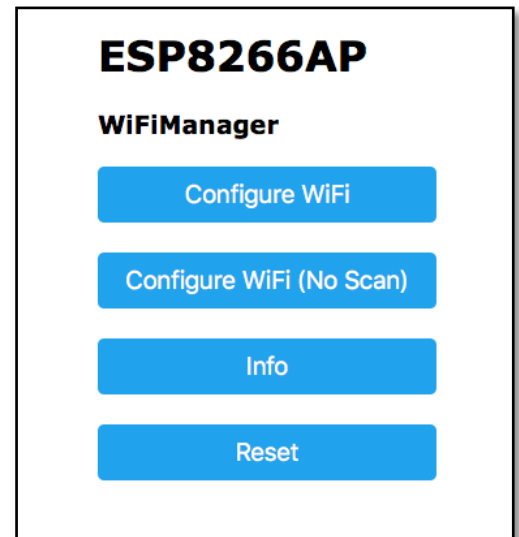 ESP8266AP
WiFiManager
Configure WiFi
Configure WiFi (No Scan)
Info
Reset